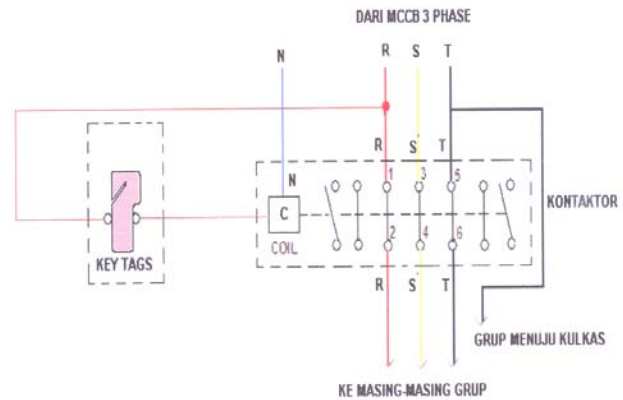 DARI MCCB 3 PHASE
N
R S T
R S' T
N
1 3 5
C
COIL
KONTAKTOR
KEY TAGS
2 4 6
R S' T
GRUP MENUJU KULKAS
KE MASING-MASING GRUP